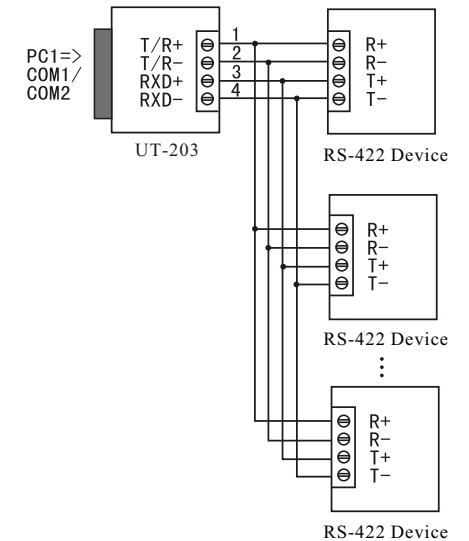 PC1=>
COM1/
COM2
T/R+
T/R-
RXD+
RXD-
1
2
3
4
UT-203
R+
R-
T+
T-
RS-422 Device
R+
R-
T+
T-
RS-422 Device
R+
R-
T+
T-
RS-422 Device